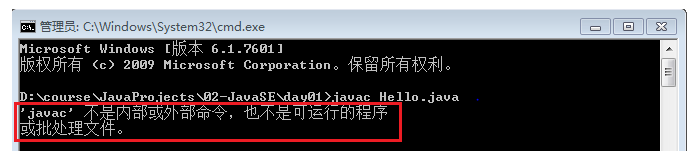 管理员: C:\Windows\System32\cmd.exe
Microsoft Windows [版本 6.1.7601]
版权所有 (c) 2009 Microsoft Corporation。保留所有权利。
D:\course\JavaProjects\02-JavaSE\day01>javac Hello.java
'javac' 不是内部或外部命令，也不是可运行的程序
或批处理文件。